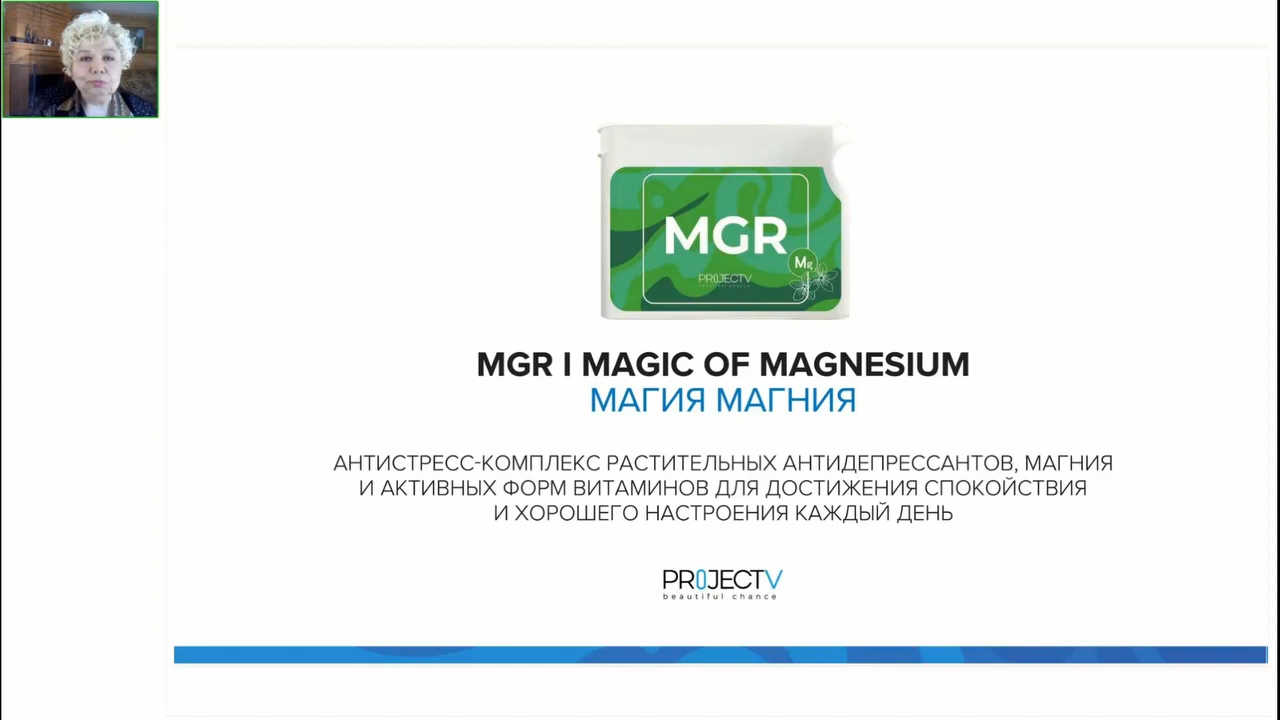 MGR
Mg
PROJECTV
MGR I MAGIC OF MAGNESIUM
МАГИЯ МАГНИЯ
АНТИСТРЕСС-КОМПЛЕКС РАСТИТЕЛЬНЫХ АНТИДЕПРЕССАНТОВ, МАГНИЯ
И АКТИВНЫХ ФОРМ ВИТАМИНОВ ДЛЯ ДОСТИЖЕНИЯ СПОКОЙСТВИЯ
И ХОРОШЕГО НАСТРОЕНИЯ КАЖДЫЙ ДЕНЬ
PROJECTV
beautiful chance